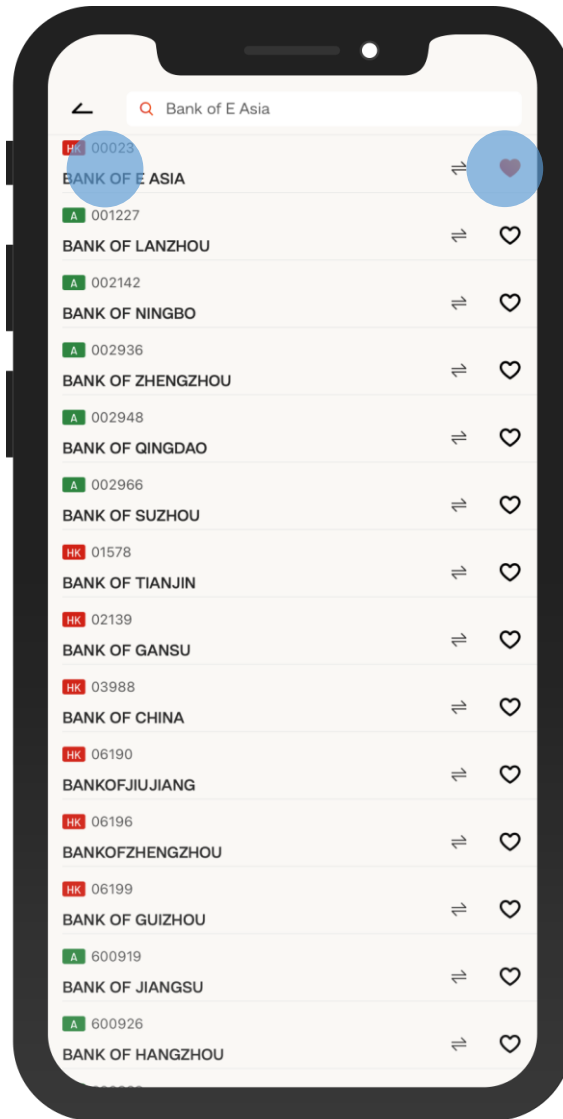 Bank of E Asia
HK 00023
BANK OF E ASIA
A 001227
BANK OF LANZHOU
A 002142
BANK OF NINGBO
A 002936
BANK OF ZHENGZHOU
A 002948
BANK OF QINGDAO
A 002966
BANK OF SUZHOU
HK 01578
BANK OF TIANJIN
HK 02139
BANK OF GANSU
HK 03988
BANK OF CHINA
HK 06190
BANKOFJIUJIANG
HK 06196
BANKOFZHENGZHOU
HK 06199
BANK OF GUIZHOU
A 600919
BANK OF JIANGSU
A 600926
BANK OF HANGZHOU